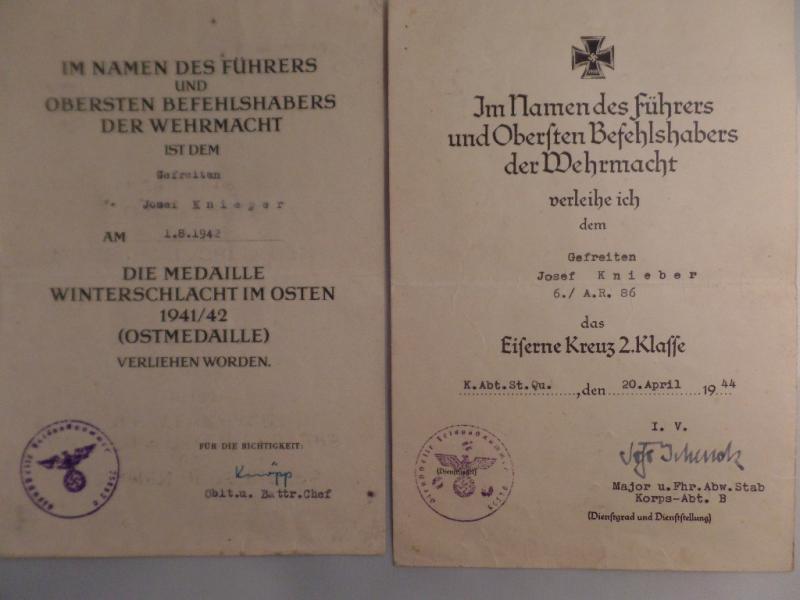 IM NAMEN DES FÜHRERS
UND
OBERSTEN BEFEHLSHABERS
DER WEHRMACHT
IST DEM
Gefreiten
Josef Knieper
AM 1.8.1942
DIE MEDAILLE
WINTERSCHLACHT IM OSTEN
1941/42
(OSTMEDAILLE)
VERLIEHEN WORDEN.
FÜR DIE RICHTIGKEIT:
Oblt.u. Battr.Chef
Im Namen des Führers
und Oberſten Befehlshabers
der Wehrmacht
verleihe ich
dem
Gefreiten
Josef Knieber
6./ A.R. 86
das
Eiſerne Kreuz 2.Klaſſe
K.Abt.St.Qu. ,den 20.April 19 44
I. V.
Major u.Fhr.Abw.Stab
Korps-Abt. B
(Dienſtgrad und Dienſtſtellung)
(Dienſtſiegel)